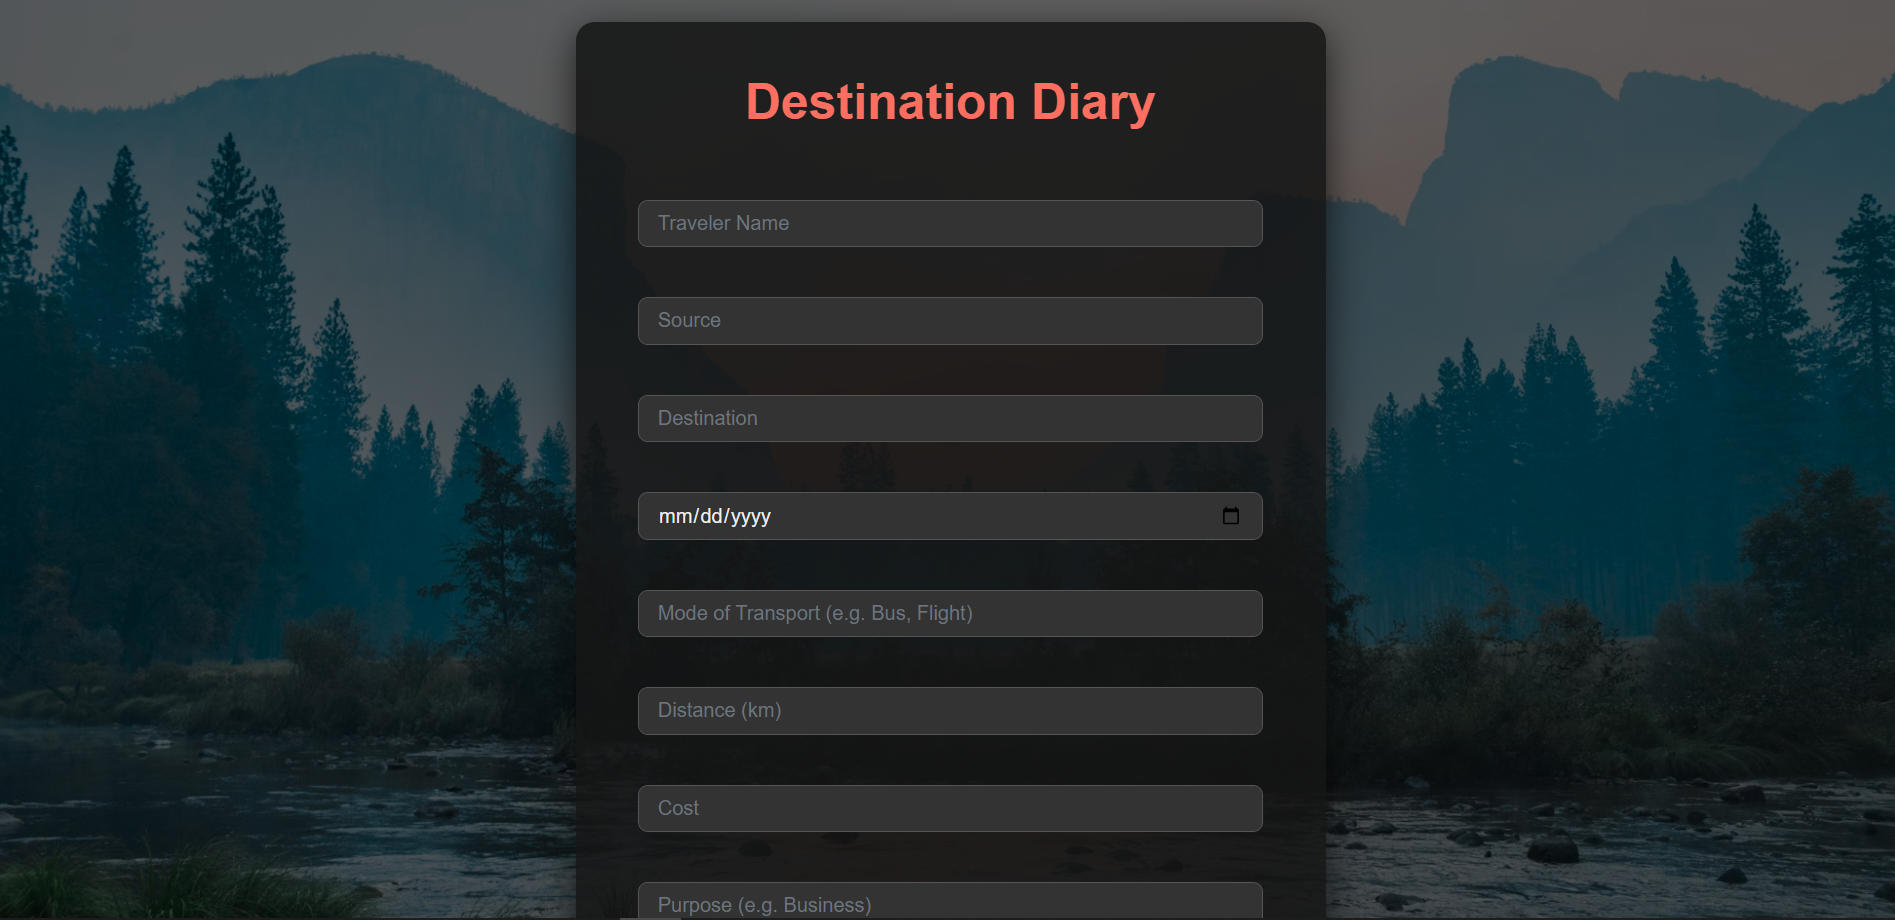 Destination Diary
Traveler Name
Source
Destination
mm/dd/yyyy
Mode of Transport (e.g. Bus, Flight)
Distance (km)
Cost
Purpose (e.g. Business)